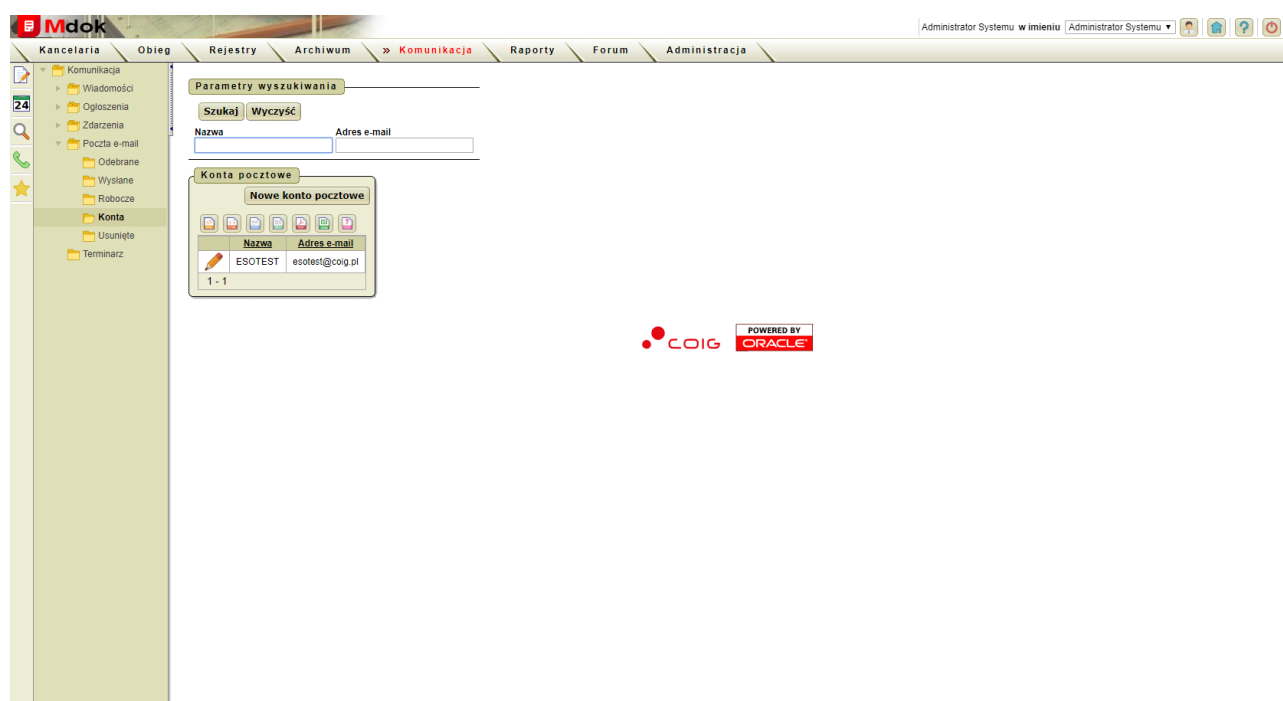 Mdok
Administrator Systemu w imieniu Administrator Systemu
Kancelaria Obieg Rejestry Archiwum » Komunikacja Raporty Forum Administracja
24
Komunikacja
Wiadomości
Ogłoszenia
Zdarzenia
Poczta e-mail
Odebrane
Wysłane
Robocze
Konta
Usunięte
Terminarz
Parametry wyszukiwania
Szukaj Wyczyść
Nazwa Adres e-mail
Konta pocztowe
Nowe konto pocztowe
Nazwa Adres e-mail
ESOTEST esotest@coig.pl
1 - 1
COIG
POWERED BY
ORACLE